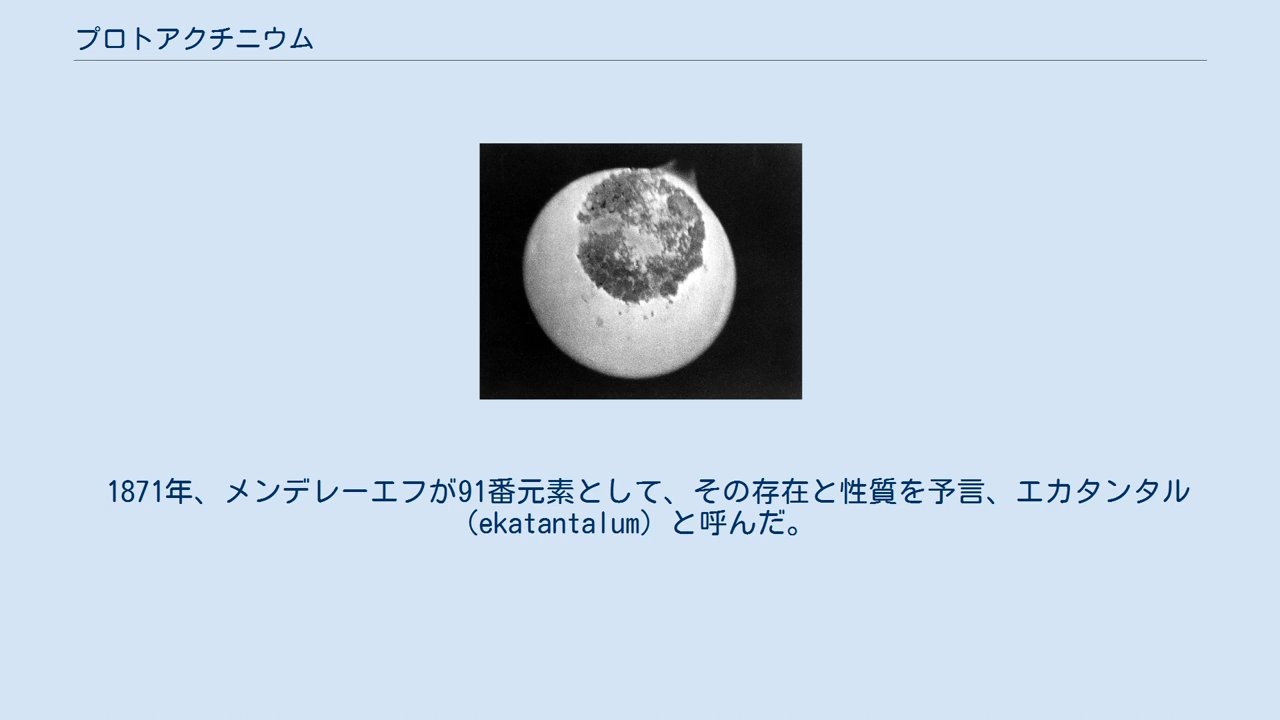 プロトアクチニウム
1871年、メンデレーエフが91番元素として、その存在と性質を予言、エカタンタル
（ekatantalum）と呼んだ。